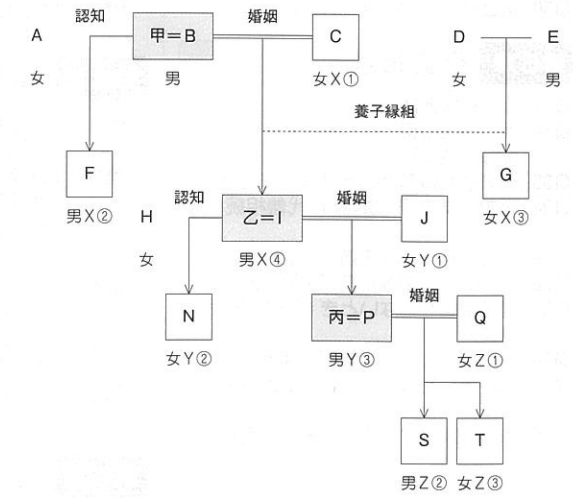 認知
婚姻
A
甲=B
C
D
E
女
男
女X①
女
男
養子縁組
F
G
男X②
女X③
認知
婚姻
H
乙=I
J
女
男X④
女Y①
婚姻
N
丙=P
Q
女Y②
男Y③
女Z①
S
T
男Z②
女Z③